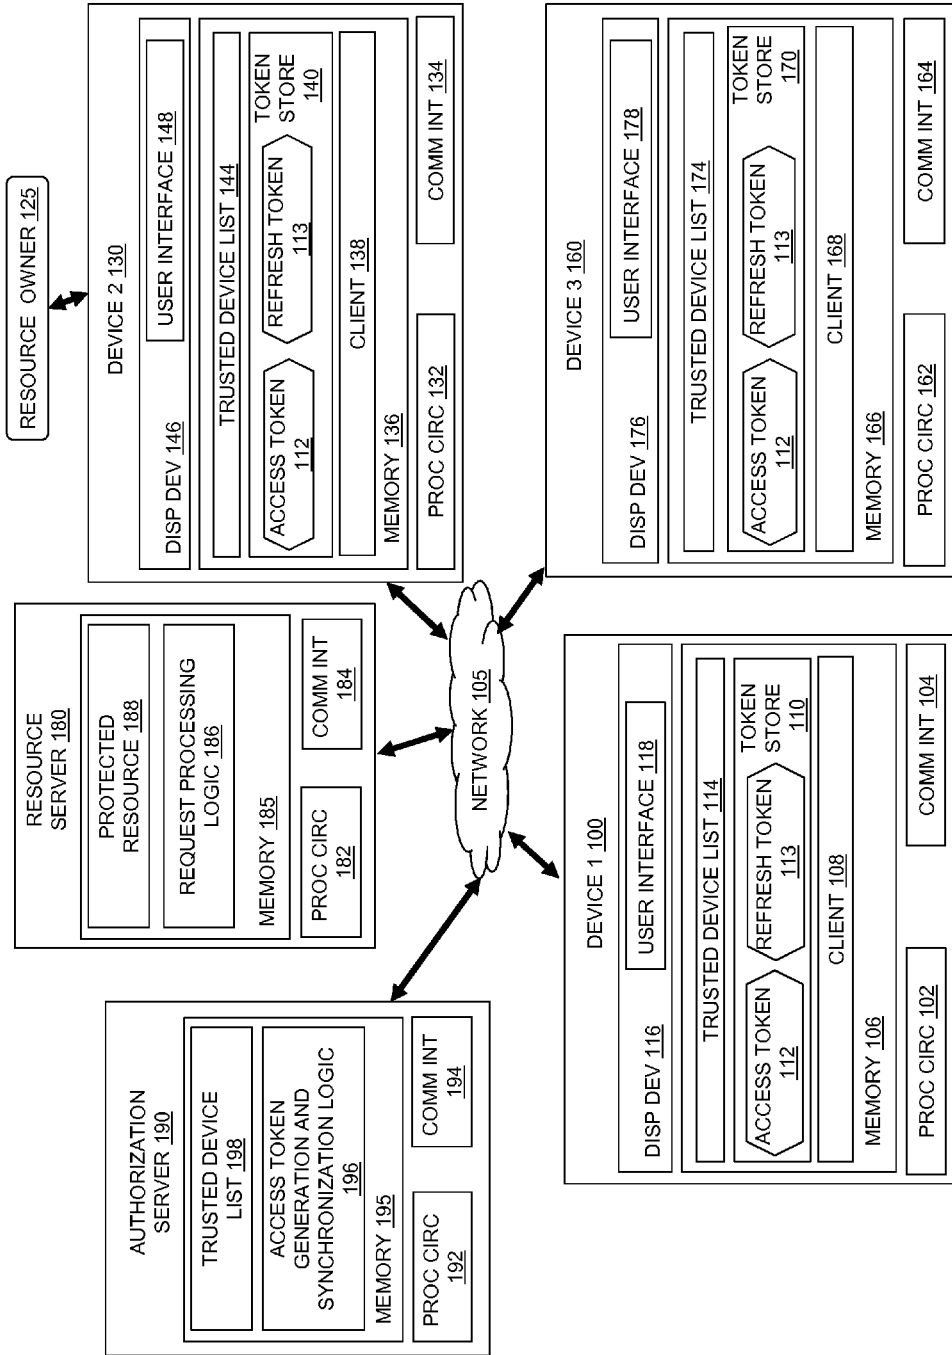 AUTHORIZATION
SERVER 190
TRUSTED DEVICE
LIST 198
ACCESS TOKEN
GENERATION AND
SYNCHRONIZATION LOGIC
196
MEMORY 195
PROC CIRC
192
COMM INT
194
RESOURCE
SERVER 180
PROTECTED
RESOURCE 188
REQUEST PROCESSING
LOGIC 186
MEMORY 185
PROC CIRC
182
COMM INT
184
RESOURCE OWNER 125
DEVICE 2 130
DISP DEV 146
USER INTERFACE 148
TRUSTED DEVICE LIST 144
ACCESS TOKEN
112
REFRESH TOKEN
113
TOKEN
STORE
140
CLIENT 138
MEMORY 136
PROC CIRC 132
COMM INT 134
NETWORK 105
DEVICE 1 100
DISP DEV 116
USER INTERFACE 118
TRUSTED DEVICE LIST 114
ACCESS TOKEN
112
REFRESH TOKEN
113
TOKEN
STORE
110
CLIENT 108
MEMORY 106
PROC CIRC 102
COMM INT 104
DEVICE 3 160
DISP DEV 176
USER INTERFACE 178
TRUSTED DEVICE LIST 174
ACCESS TOKEN
112
REFRESH TOKEN
113
TOKEN
STORE
170
CLIENT 168
MEMORY 166
PROC CIRC 162
COMM INT 164